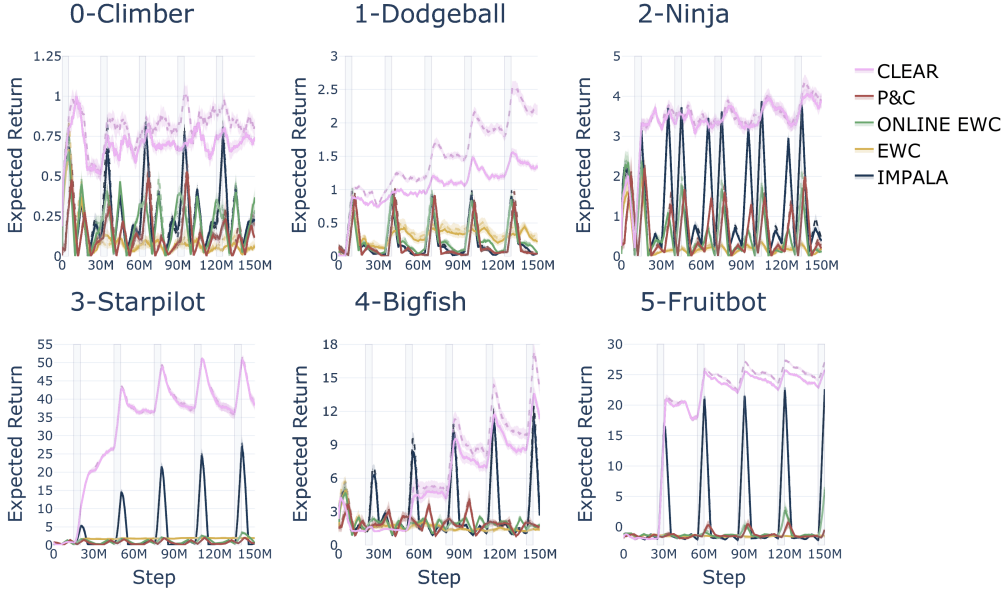 0-Climber
1-Dodgeball
2-Ninja
Expected Return
1.25
1
0.75
0.5
0.25
0
0 30M 60M 90M 120M 150M
Expected Return
3
2.5
2
1.5
1
0.5
0
0 30M 60M 90M 120M 150M
Expected Return
5
4
3
2
1
0
0 30M 60M 90M 120M 150M
CLEAR
P&C
ONLINE EWC
EWC
IMPALA
3-Starpilot
4-Bigfish
5-Fruitbot
Expected Return
55
50
45
40
35
30
25
20
15
10
5
0
0 30M 60M 90M 120M 150M
Step
Expected Return
18
15
12
9
6
3
0
0 30M 60M 90M 120M 150M
Step
Expected Return
30
25
20
15
10
5
0
0 30M 60M 90M 120M 150M
Step